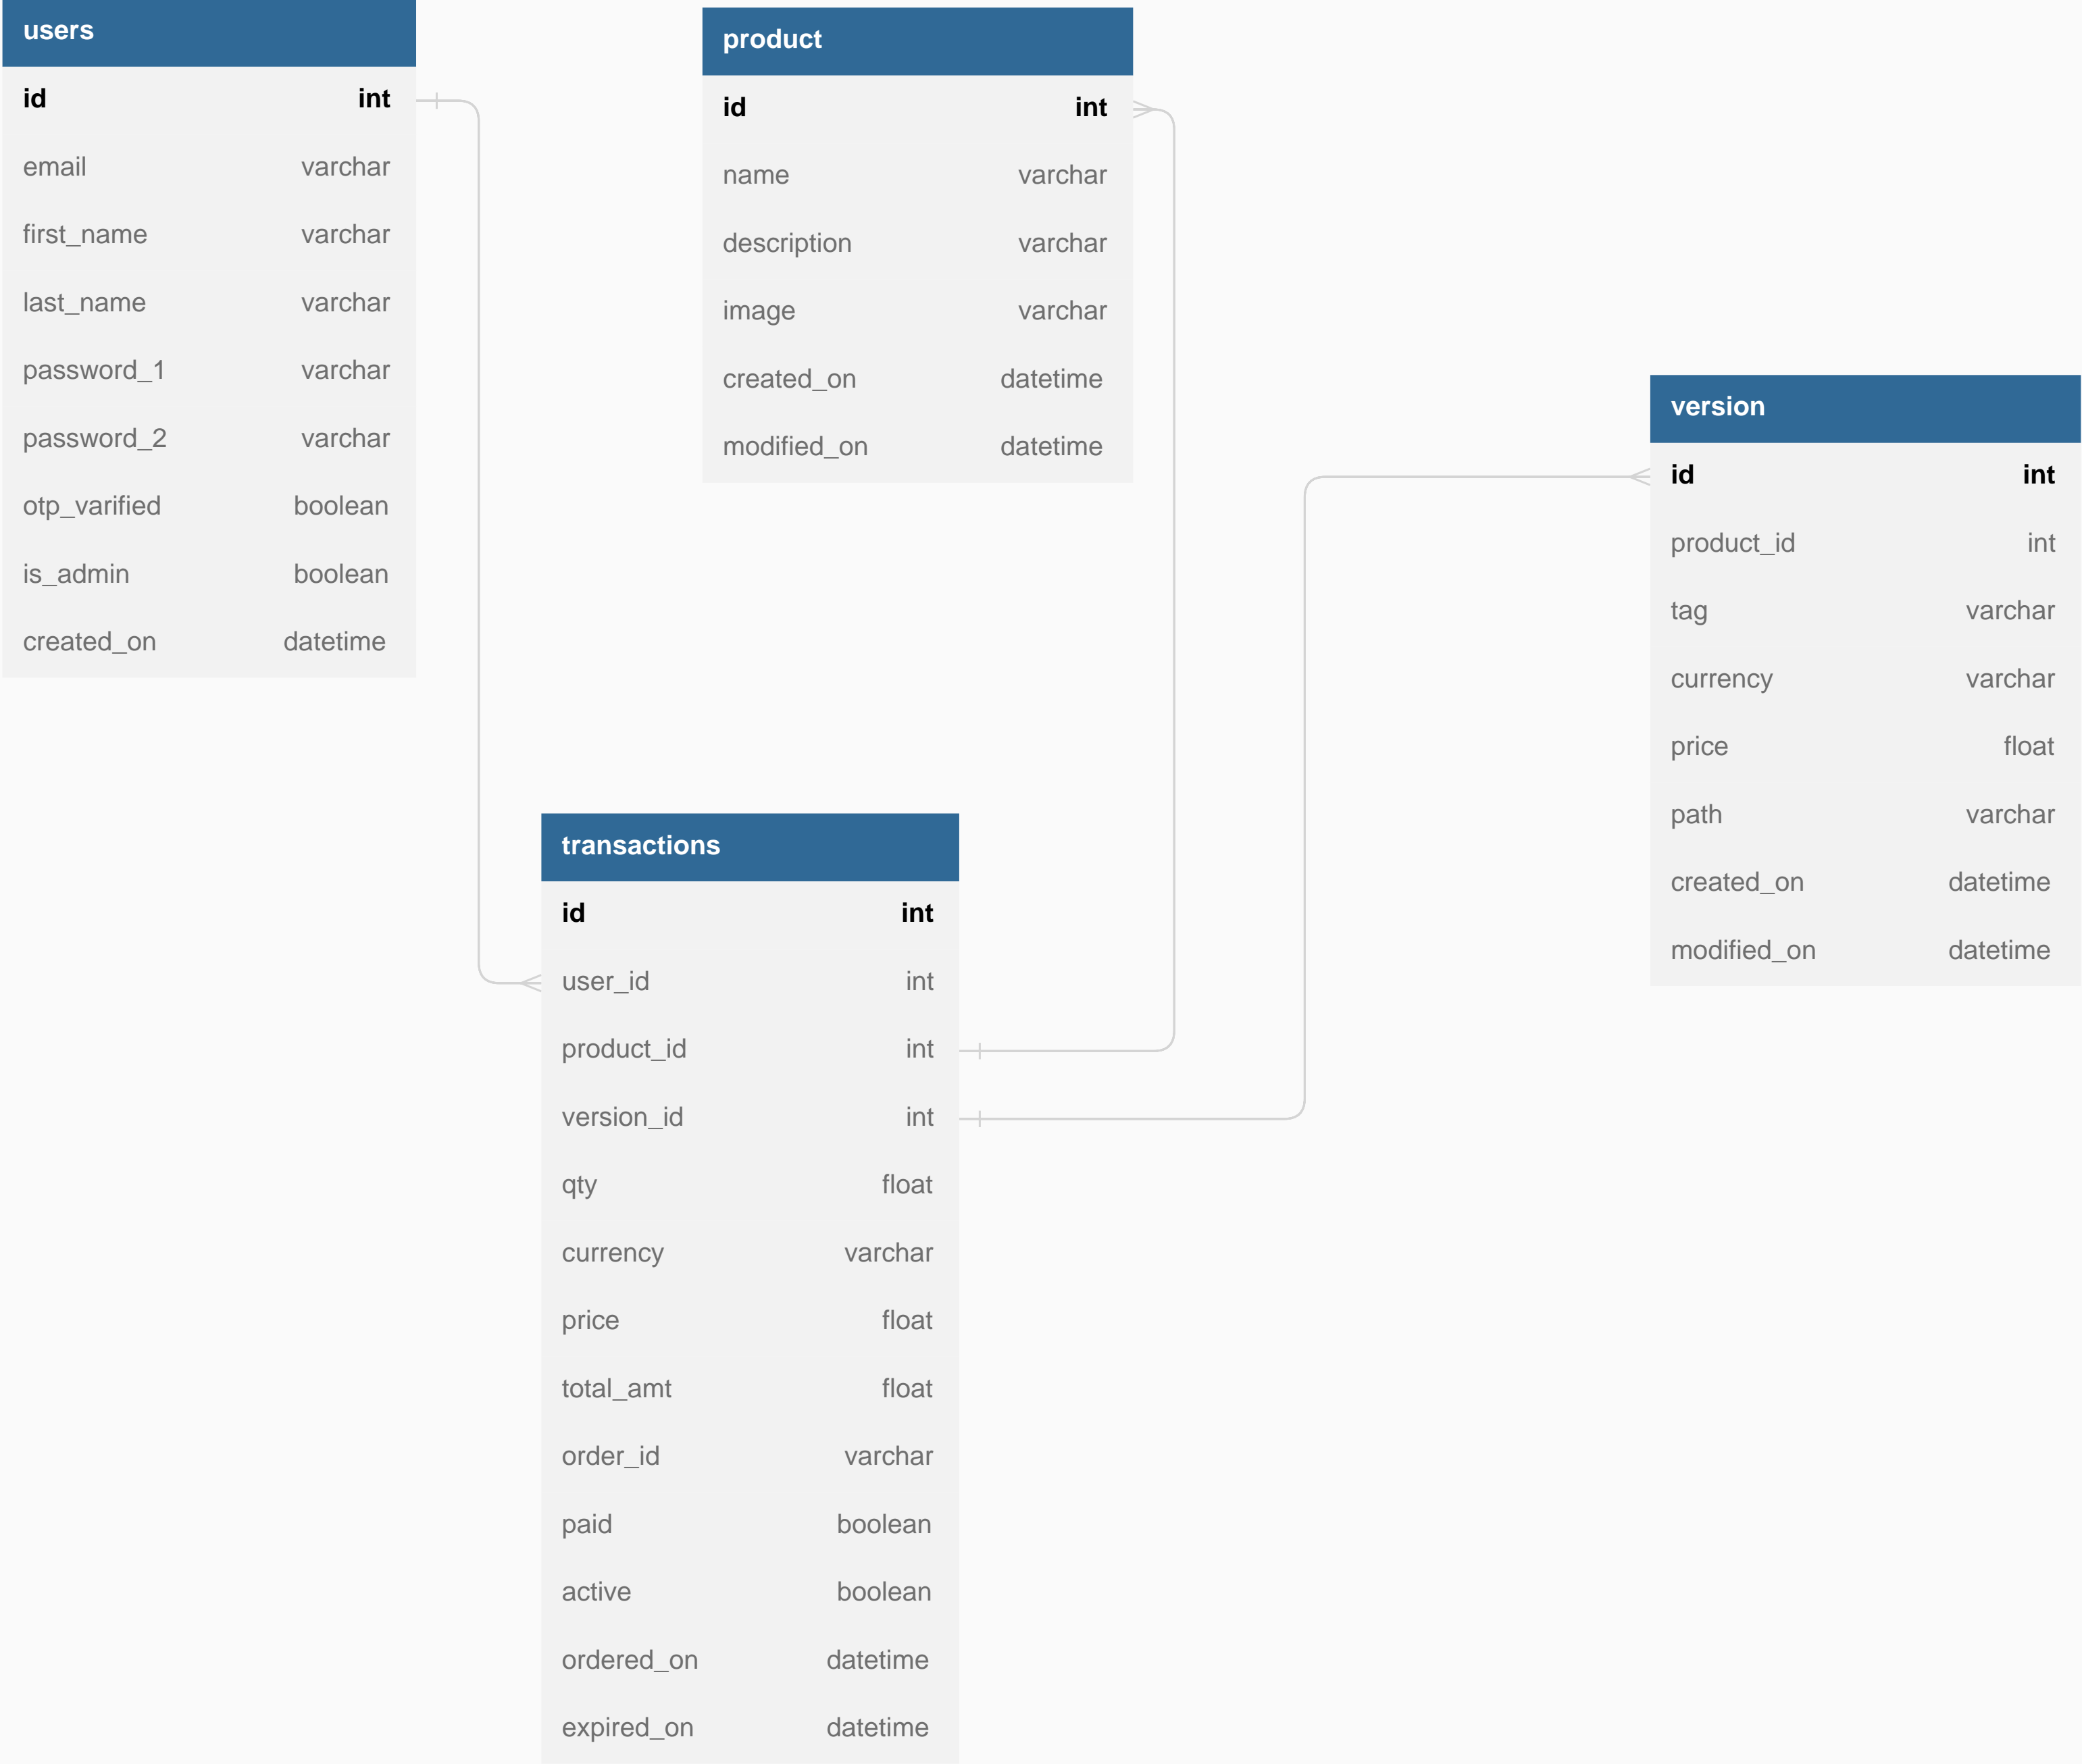 users
id int
email varchar
first_name varchar
last_name varchar
password_1 varchar
password_2 varchar
otp_varified boolean
is_admin boolean
created_on datetime
product
id int
name varchar
description varchar
image varchar
created_on datetime
modified_on datetime
version
id int
product_id int
tag varchar
currency varchar
price float
path varchar
created_on datetime
modified_on datetime
transactions
id int
user_id int
product_id int
version_id int
qty float
currency varchar
price float
total_amt float
order_id varchar
paid boolean
active boolean
ordered_on datetime
expired_on datetime